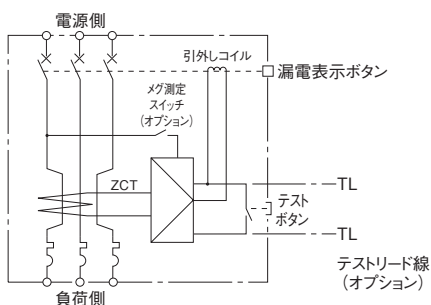 電源側
引外しコイル
漏電表示ボタン
メグ測定
スイッチ
(オプション)
ZCT
TL
テスト
ボタン
TL
テストリード線
(オプション)
負荷側